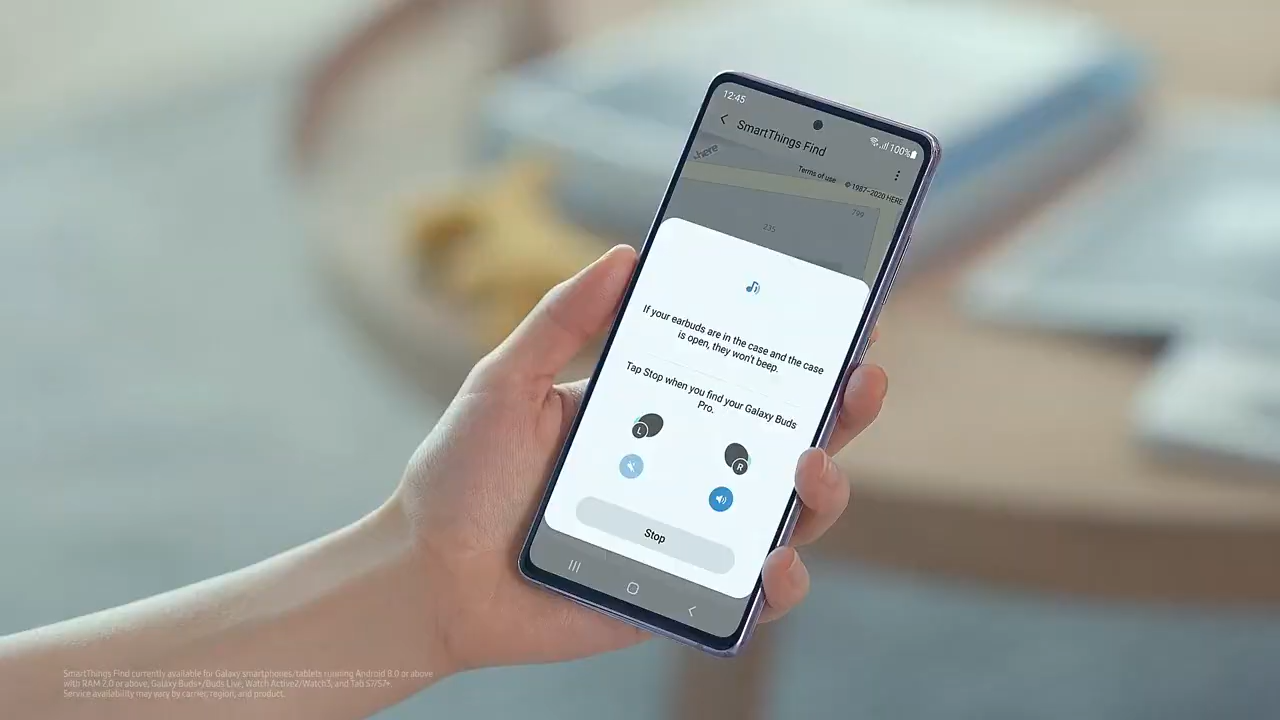 12:45
100%
SmartThings Find
here
Terms of use
© 1987-2020 HERE
799
235
If your earbuds are in the case and the case
is open, they won't beep.
Tap Stop when you find your Galaxy Buds
Pro.
L
R
Stop
SmartThings Find currently available for Galaxy smartphones/tablets running Android 8.0 or above
with RAM 2.0 or above, Galaxy Buds+/Buds Live, Watch Active2/Watch3, and Tab S7/S7+.
Service availability may vary by carrier, region, and product.